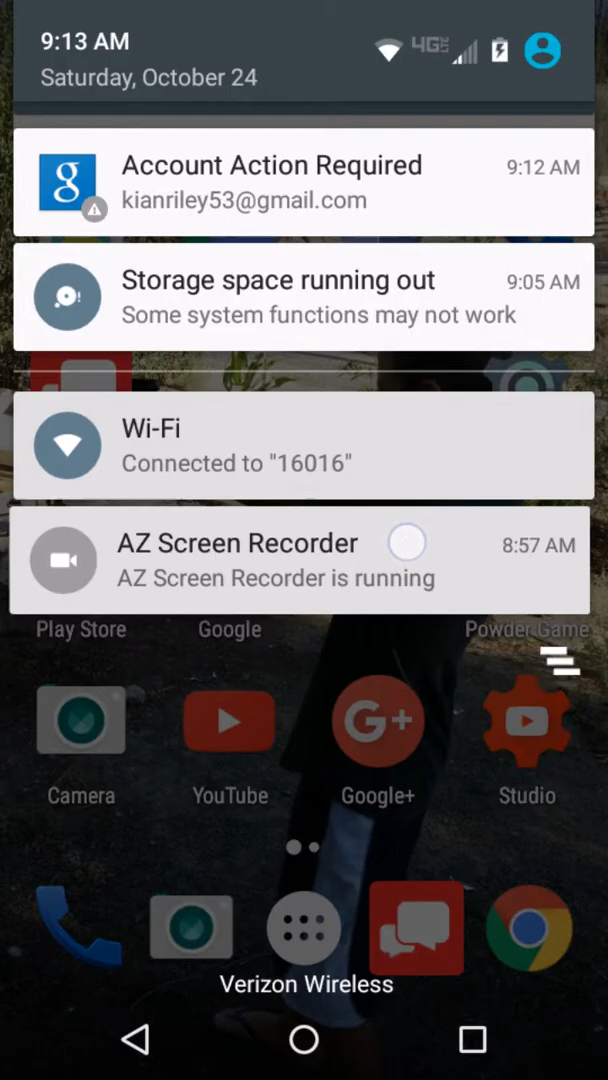 9:13 AM
4G LTE
Saturday, October 24
g
Account Action Required
9:12 AM
kianriley53@gmail.com
Storage space running out
9:05 AM
Some system functions may not work
Wi-Fi
Connected to "16016"
AZ Screen Recorder
8:57 AM
AZ Screen Recorder is running
Play Store
Google
Powder Game
G+
Camera
YouTube
Google+
Studio
Verizon Wireless